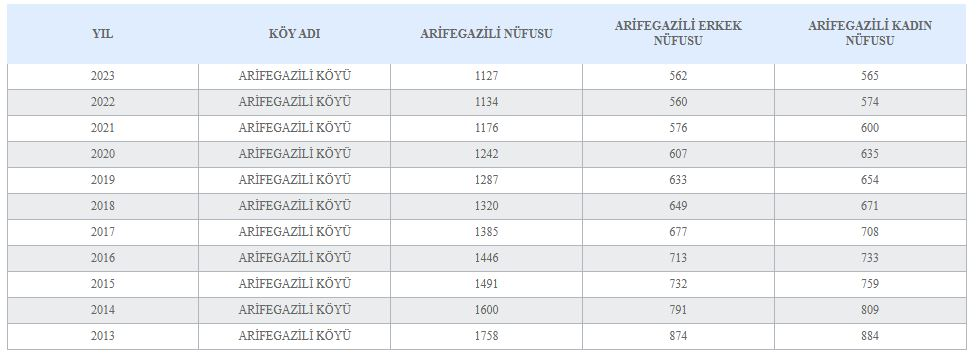 YIL KÖY ADI ARİFEGAZİLİ NÜFUSU ARİFEGAZİLİ ERKEK NÜFUSU ARİFEGAZİLİ KADIN NÜFUSU
2023 ARİFEGAZİLİ KÖYÜ 1127 562 565
2022 ARİFEGAZİLİ KÖYÜ 1134 560 574
2021 ARİFEGAZİLİ KÖYÜ 1176 576 600
2020 ARİFEGAZİLİ KÖYÜ 1242 607 635
2019 ARİFEGAZİLİ KÖYÜ 1287 633 654
2018 ARİFEGAZİLİ KÖYÜ 1320 649 671
2017 ARİFEGAZİLİ KÖYÜ 1385 677 708
2016 ARİFEGAZİLİ KÖYÜ 1446 713 733
2015 ARİFEGAZİLİ KÖYÜ 1491 732 759
2014 ARİFEGAZİLİ KÖYÜ 1600 791 809
2013 ARİFEGAZİLİ KÖYÜ 1758 874 884